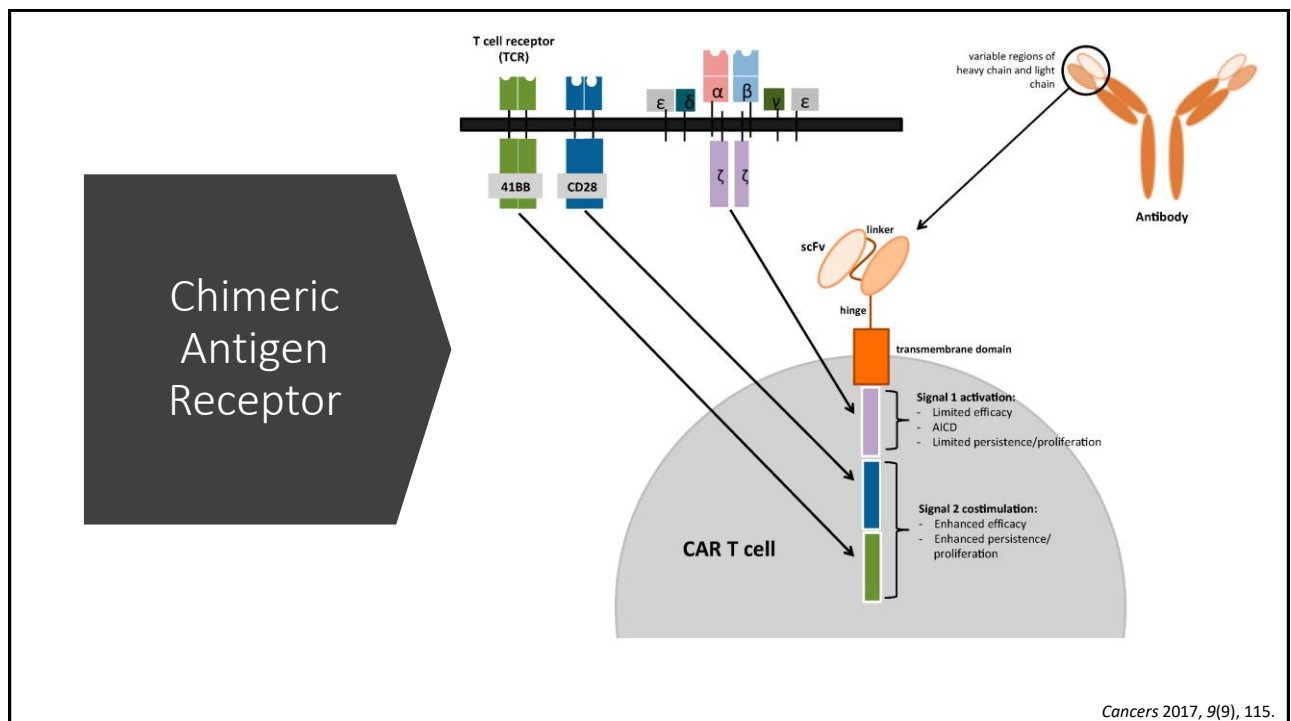 T cell receptor
(TCR)
ε
δ
α
β
γ
ε
41BB
CD28
ζ
ζ
variable regions of
heavy chain and light
chain
Antibody
Chimeric
Antigen
Receptor
linker
scFv
hinge
transmembrane domain
Signal 1 activation:
- Limited efficacy
- AICD
- Limited persistence/proliferation
Signal 2 costimulation:
- Enhanced efficacy
- Enhanced persistence/
proliferation
CAR T cell
Cancers 2017, 9(9), 115.